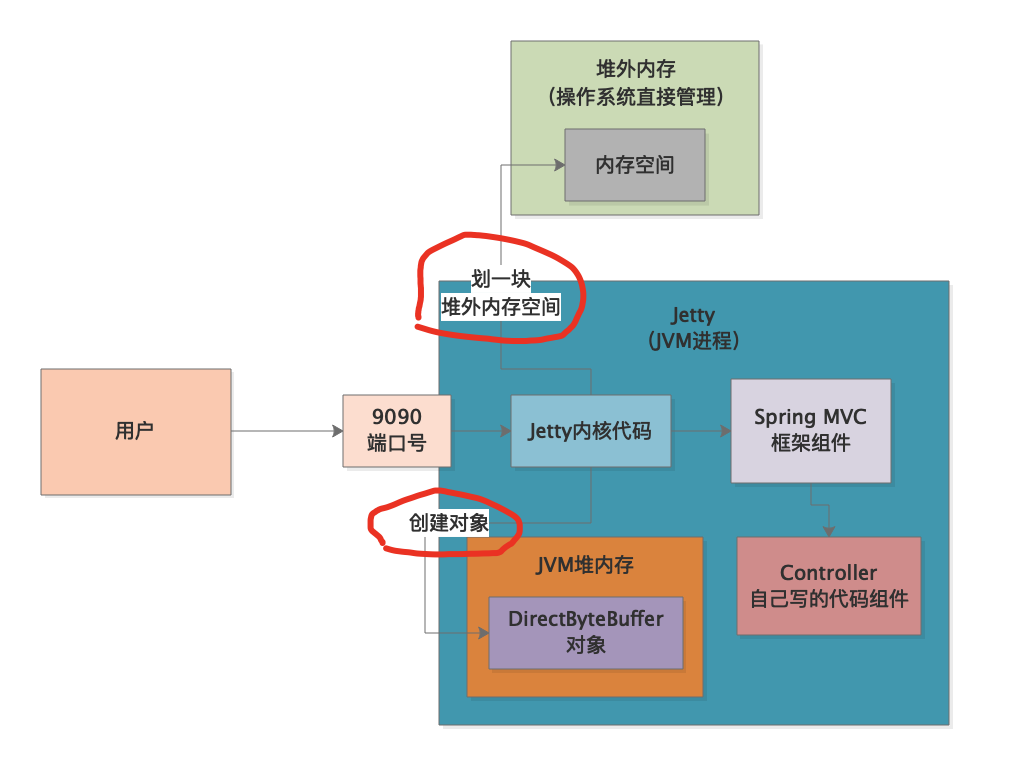 堆外内存
（操作系统直接管理）
内存空间
划一块
堆外内存空间
Jetty
（JVM进程）
用户
9090
端口号
Jetty内核代码
Spring MVC
框架组件
创建对象
JVM堆内存
DirectByteBuffer
对象
Controller
自己写的代码组件